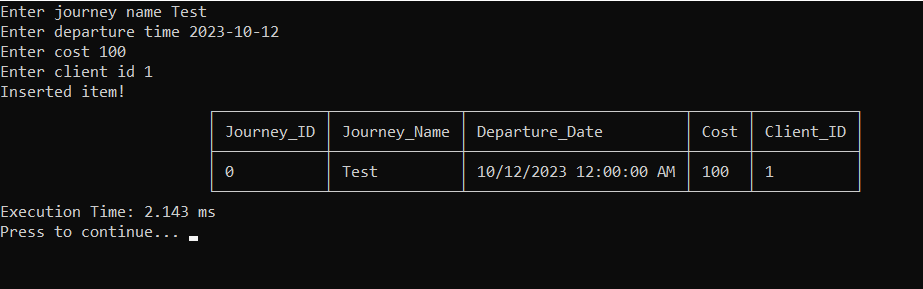 Enter journey name Test
Enter departure time 2023-10-12
Enter cost 100
Enter client id 1
Inserted item!
Journey_ID Journey_Name Departure_Date Cost Client_ID
0 Test 10/12/2023 12:00:00 AM 100 1
Execution Time: 2.143 ms
Press to continue...